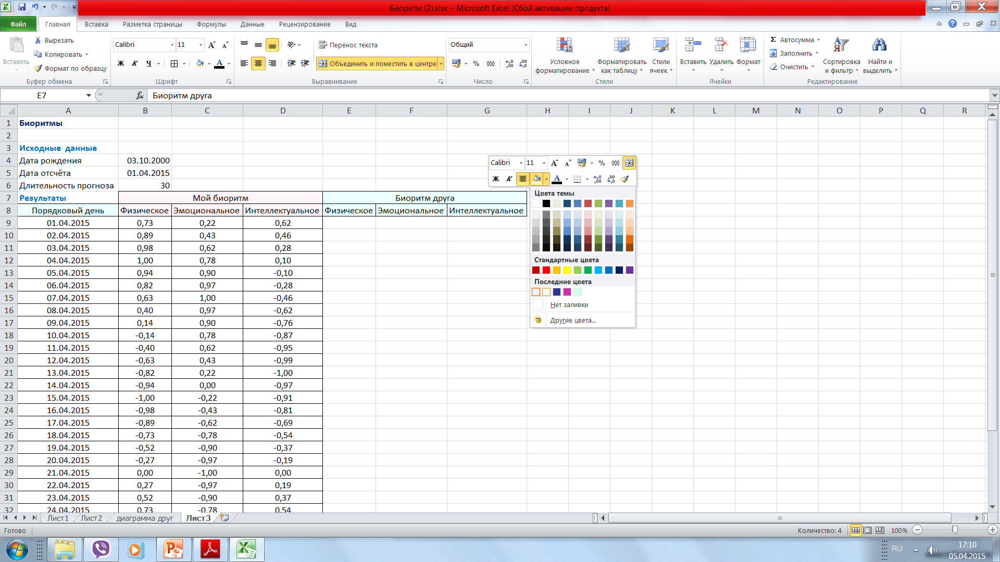 Биоритм (2).xlsx - Microsoft Excel (Сбой активации продукта)
Файл Главная Вставка Разметка страницы Формулы Данные Рецензирование Вид
Вставить
Вырезать
Копировать
Формат по образцу
Буфер обмена
Calibri 11
Ж К Ч А
Шрифт
Перенос текста
Объединить и поместить в центре
Выравнивание
Общий
% 000
Число
Условное форматирование
Форматировать как таблицу
Стили ячеек
Стили
Вставить Удалить Формат
Ячейки
Автосумма
Заполнить
Очистить
Сортировка и фильтр
Найти и выделить
Редактирование
E7 fx Биоритм друга
A B C D E F G H I J K L M N O P Q R
1 Биоритмы
2
3 Исходные данные
4 Дата рождения 03.10.2000
5 Дата отсчёта 01.04.2015
6 Длительность прогноза 30
7 Результаты Мой биоритм Биоритм друга
8 Порядковый день Физическое Эмоциональное Интеллектуальное Физическое Эмоциональное Интеллектуальное
9 01.04.2015 0,73 0,22 0,62
10 02.04.2015 0,89 0,43 0,46
11 03.04.2015 0,98 0,62 0,28
12 04.04.2015 1,00 0,78 0,10
13 05.04.2015 0,94 0,90 -0,10
14 06.04.2015 0,82 0,97 -0,28
15 07.04.2015 0,63 1,00 -0,46
16 08.04.2015 0,40 0,97 -0,62
17 09.04.2015 0,14 0,90 -0,76
18 10.04.2015 -0,14 0,78 -0,87
19 11.04.2015 -0,40 0,62 -0,95
20 12.04.2015 -0,63 0,43 -0,99
21 13.04.2015 -0,82 0,22 -1,00
22 14.04.2015 -0,94 0,00 -0,97
23 15.04.2015 -1,00 -0,22 -0,91
24 16.04.2015 -0,98 -0,43 -0,81
25 17.04.2015 -0,89 -0,62 -0,69
26 18.04.2015 -0,73 -0,78 -0,54
27 19.04.2015 -0,52 -0,90 -0,37
28 20.04.2015 -0,27 -0,97 -0,19
29 21.04.2015 0,00 -1,00 0,00
30 22.04.2015 0,27 -0,97 0,19
31 23.04.2015 0,52 -0,90 0,37
32 24.04.2015 0,73 -0,78 0,54
Calibri 11 % 000
Ж К А
Цвета темы
Стандартные цвета
Последние цвета
Нет заливки
Другие цвета...
Лист1 Лист2 диаграмма друг Лист3
Готово Количество: 4 100%
RU 17:10
05.04.2015